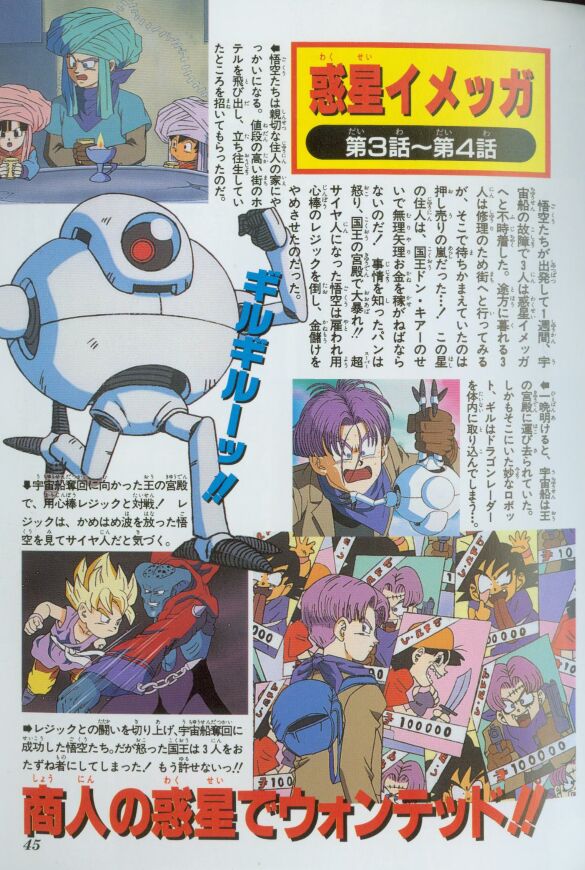 惑星イメッガ
第3話〜第4話
悟空たちが出発して1週間、宇
宙船の故障で3人は惑星イメッガ
へと不時着した。途方に暮れる3
人は修理のため街へと行ってみる
が、そこで待ちかまえていたのは
押し売りの嵐だった…！　この星
の住人は、国王ドン・キアーのせ
いで無理矢理お金を稼がねばなら
ないのだ！　事情を知ったパンは
怒り、国王の宮殿で大暴れ!!　超
サイヤ人になった悟空は雇われ用
心棒のレジックを倒し、金儲けを
やめさせたのだった。
⬅悟空たちは親切な住人の家にや
っかいになる。値段の高い街のホ
テルを飛び出し、立ち往生してい
たところを招いてもらったのだ。
ギルギルーッ!!
⬅一晩明けると、宇宙船は王
の宮殿に運び去られていた。
しかもそこにいた妙なロボッ
ト、ギルはドラゴンレーダー
を体内に取り込んでしまう…。
⬇宇宙船奪回に向かった王の宮殿
で、用心棒レジックと対戦！　レ
ジックは、かめはめ波を放った悟
空を見てサイヤ人だと気づく。
➡レジックとの闘いを切り上げ、宇宙船奪回に
成功した悟空たち。だが怒った国王は3人をお
たずね者にしてしまった！ もう許せないっ!!
100000
商人の惑星でウォンテッド!!
45